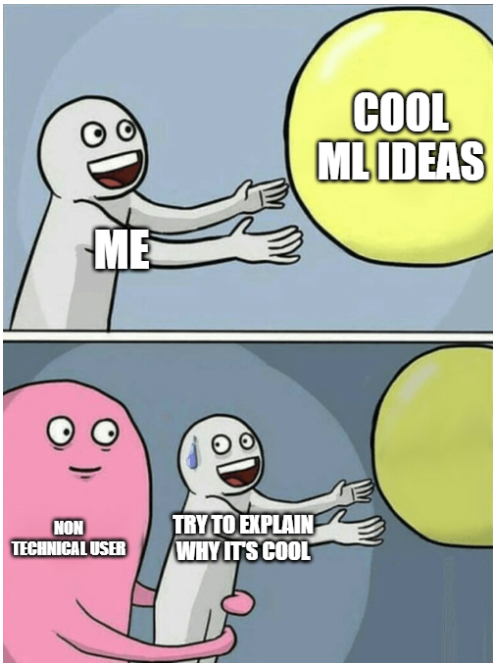 COOL
ML IDEAS
ME
NON
TECHNICAL USER
TRY TO EXPLAIN
WHY IT'S COOL